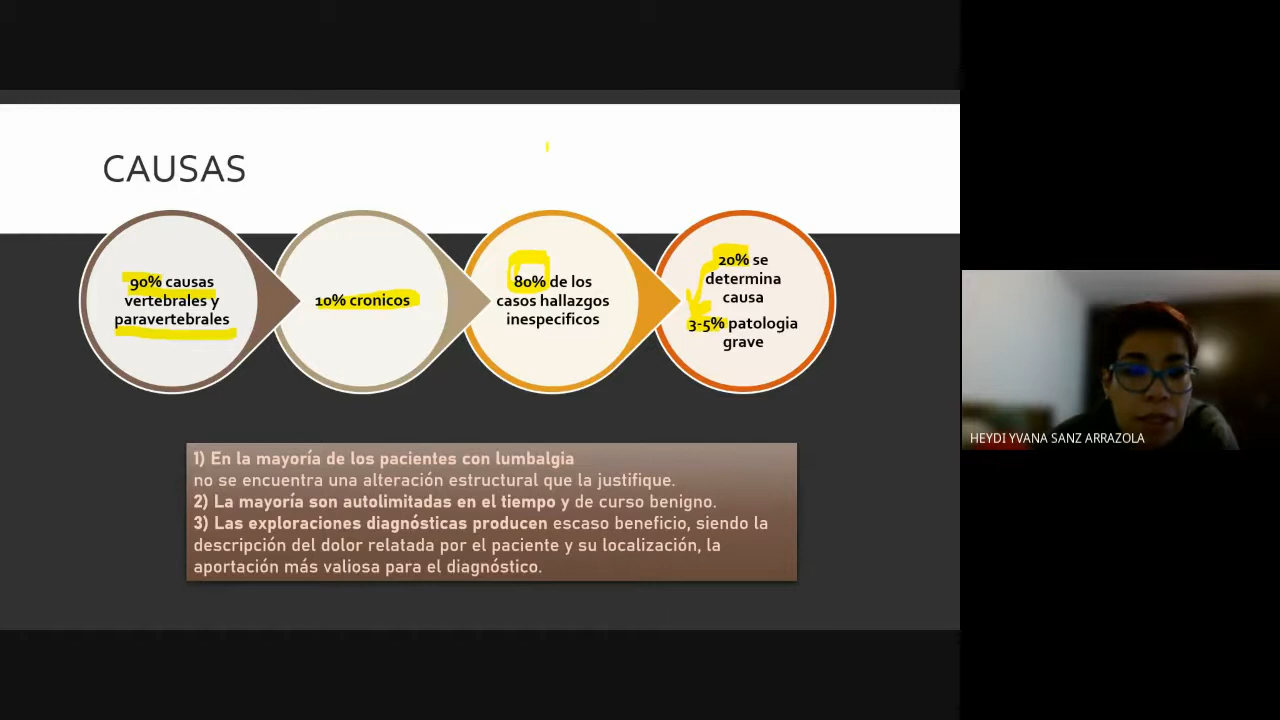 CAUSAS
90% causas
vertebrales y
paravertebrales
10% cronicos
80% de los
casos hallazgos
inespecificos
20% se
determina
causa
3-5% patologia
grave
1) En la mayoría de los pacientes con lumbalgia
no se encuentra una alteración estructural que la justifique.
2) La mayoría son autolimitadas en el tiempo y de curso benigno.
3) Las exploraciones diagnósticas producen escaso beneficio, siendo la
descripción del dolor relatada por el paciente y su localización, la
aportación más valiosa para el diagnóstico.
HEYDI YVANA SANZ ARRAZOLA